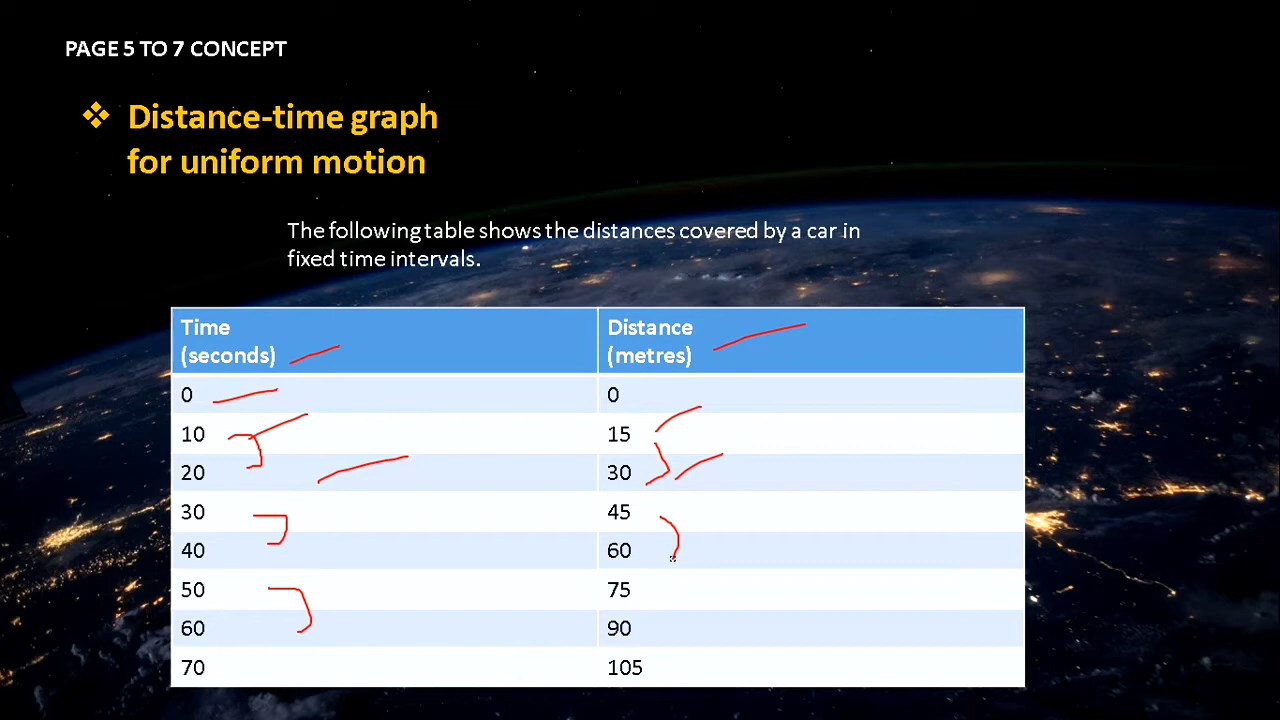 PAGE 5 TO 7 CONCEPT
❖ Distance-time graph
for uniform motion
The following table shows the distances covered by a car in
fixed time intervals.
Time (seconds) Distance (metres)
0 0
10 15
20 30
30 45
40 60
50 75
60 90
70 105